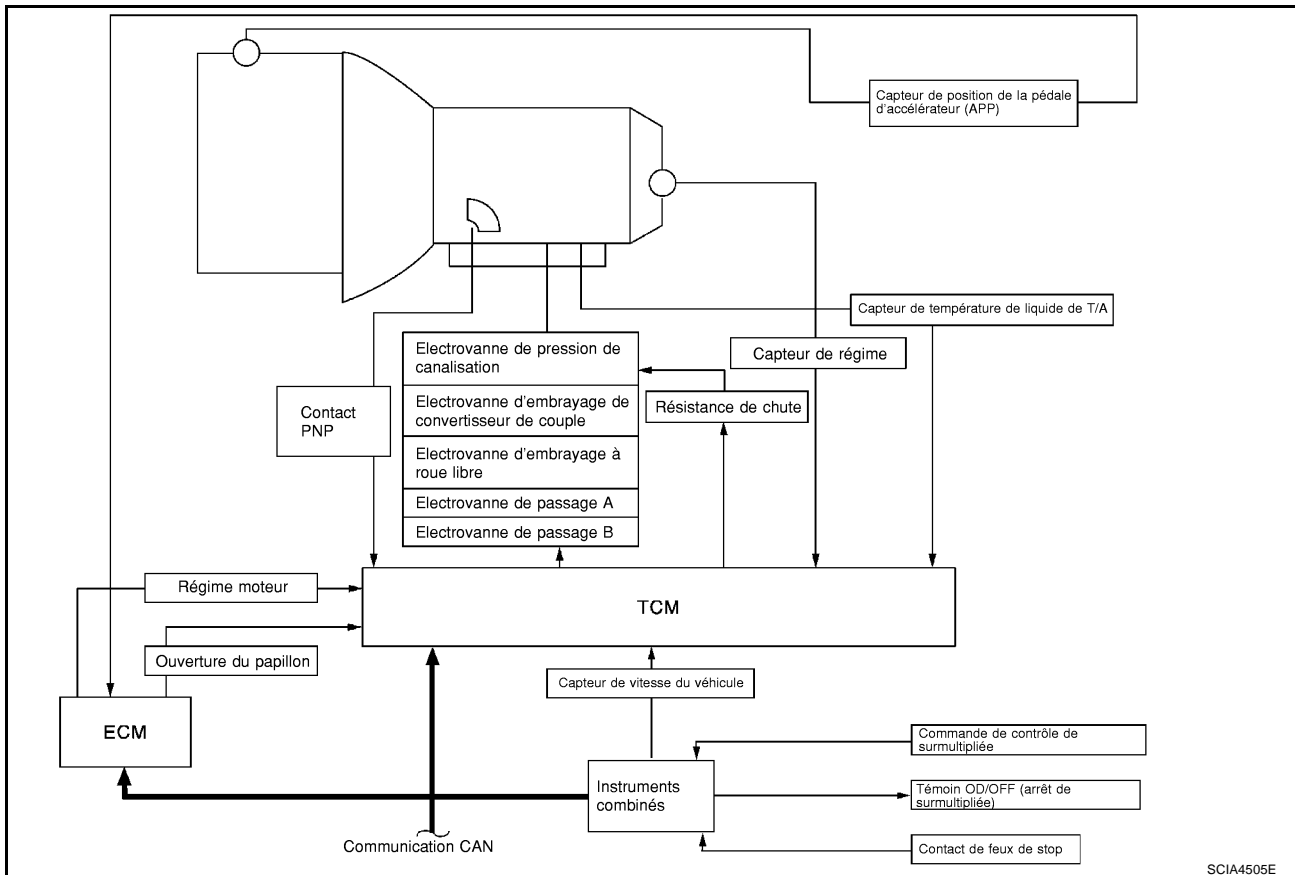 Capteur de position de la pédale
d'accélérateur (APP)
Capteur de température de liquide de T/A
Electrovanne de pression de
canalisation
Capteur de régime
Contact
PNP
Electrovanne d'embrayage de
convertisseur de couple
Résistance de chute
Electrovanne d'embrayage à
roue libre
Electrovanne de passage A
Electrovanne de passage B
Régime moteur
TCM
Ouverture du papillon
Capteur de vitesse du véhicule
ECM
Commande de contrôle de
surmultipliée
Instruments
combinés
Témoin OD/OFF (arrêt de
surmultipliée)
Communication CAN
Contact de feux de stop
SCIA4505E